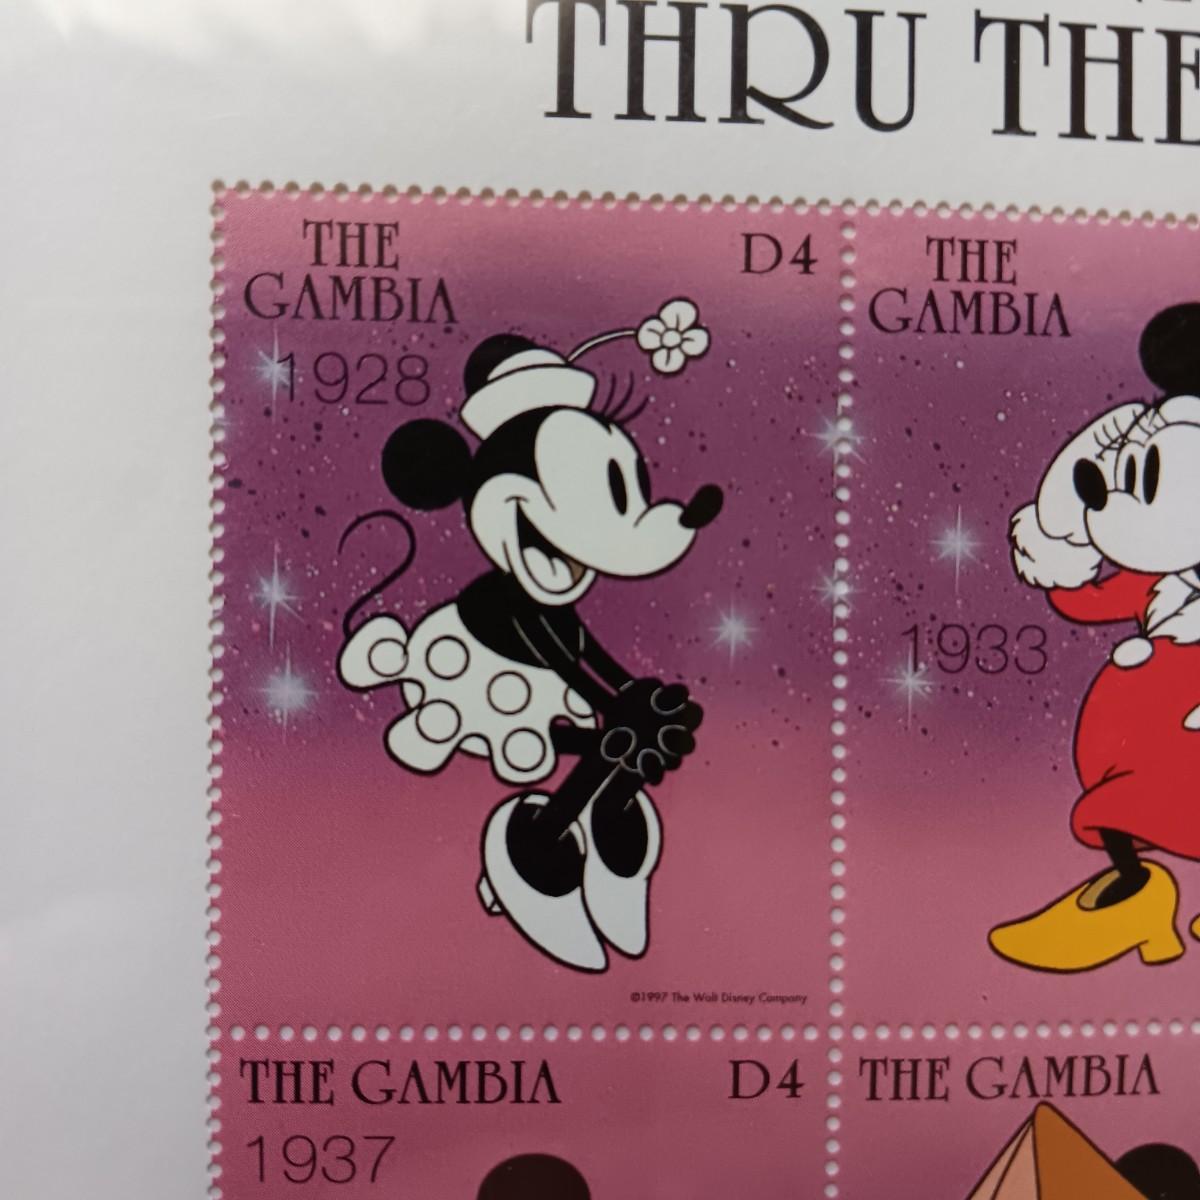 THRU THE
THE
GAMBIA
D4
1928
©1997 The Walt Disney Company
THE
GAMBIA
1933
THE GAMBIA
D4
1937
THE GAMBIA